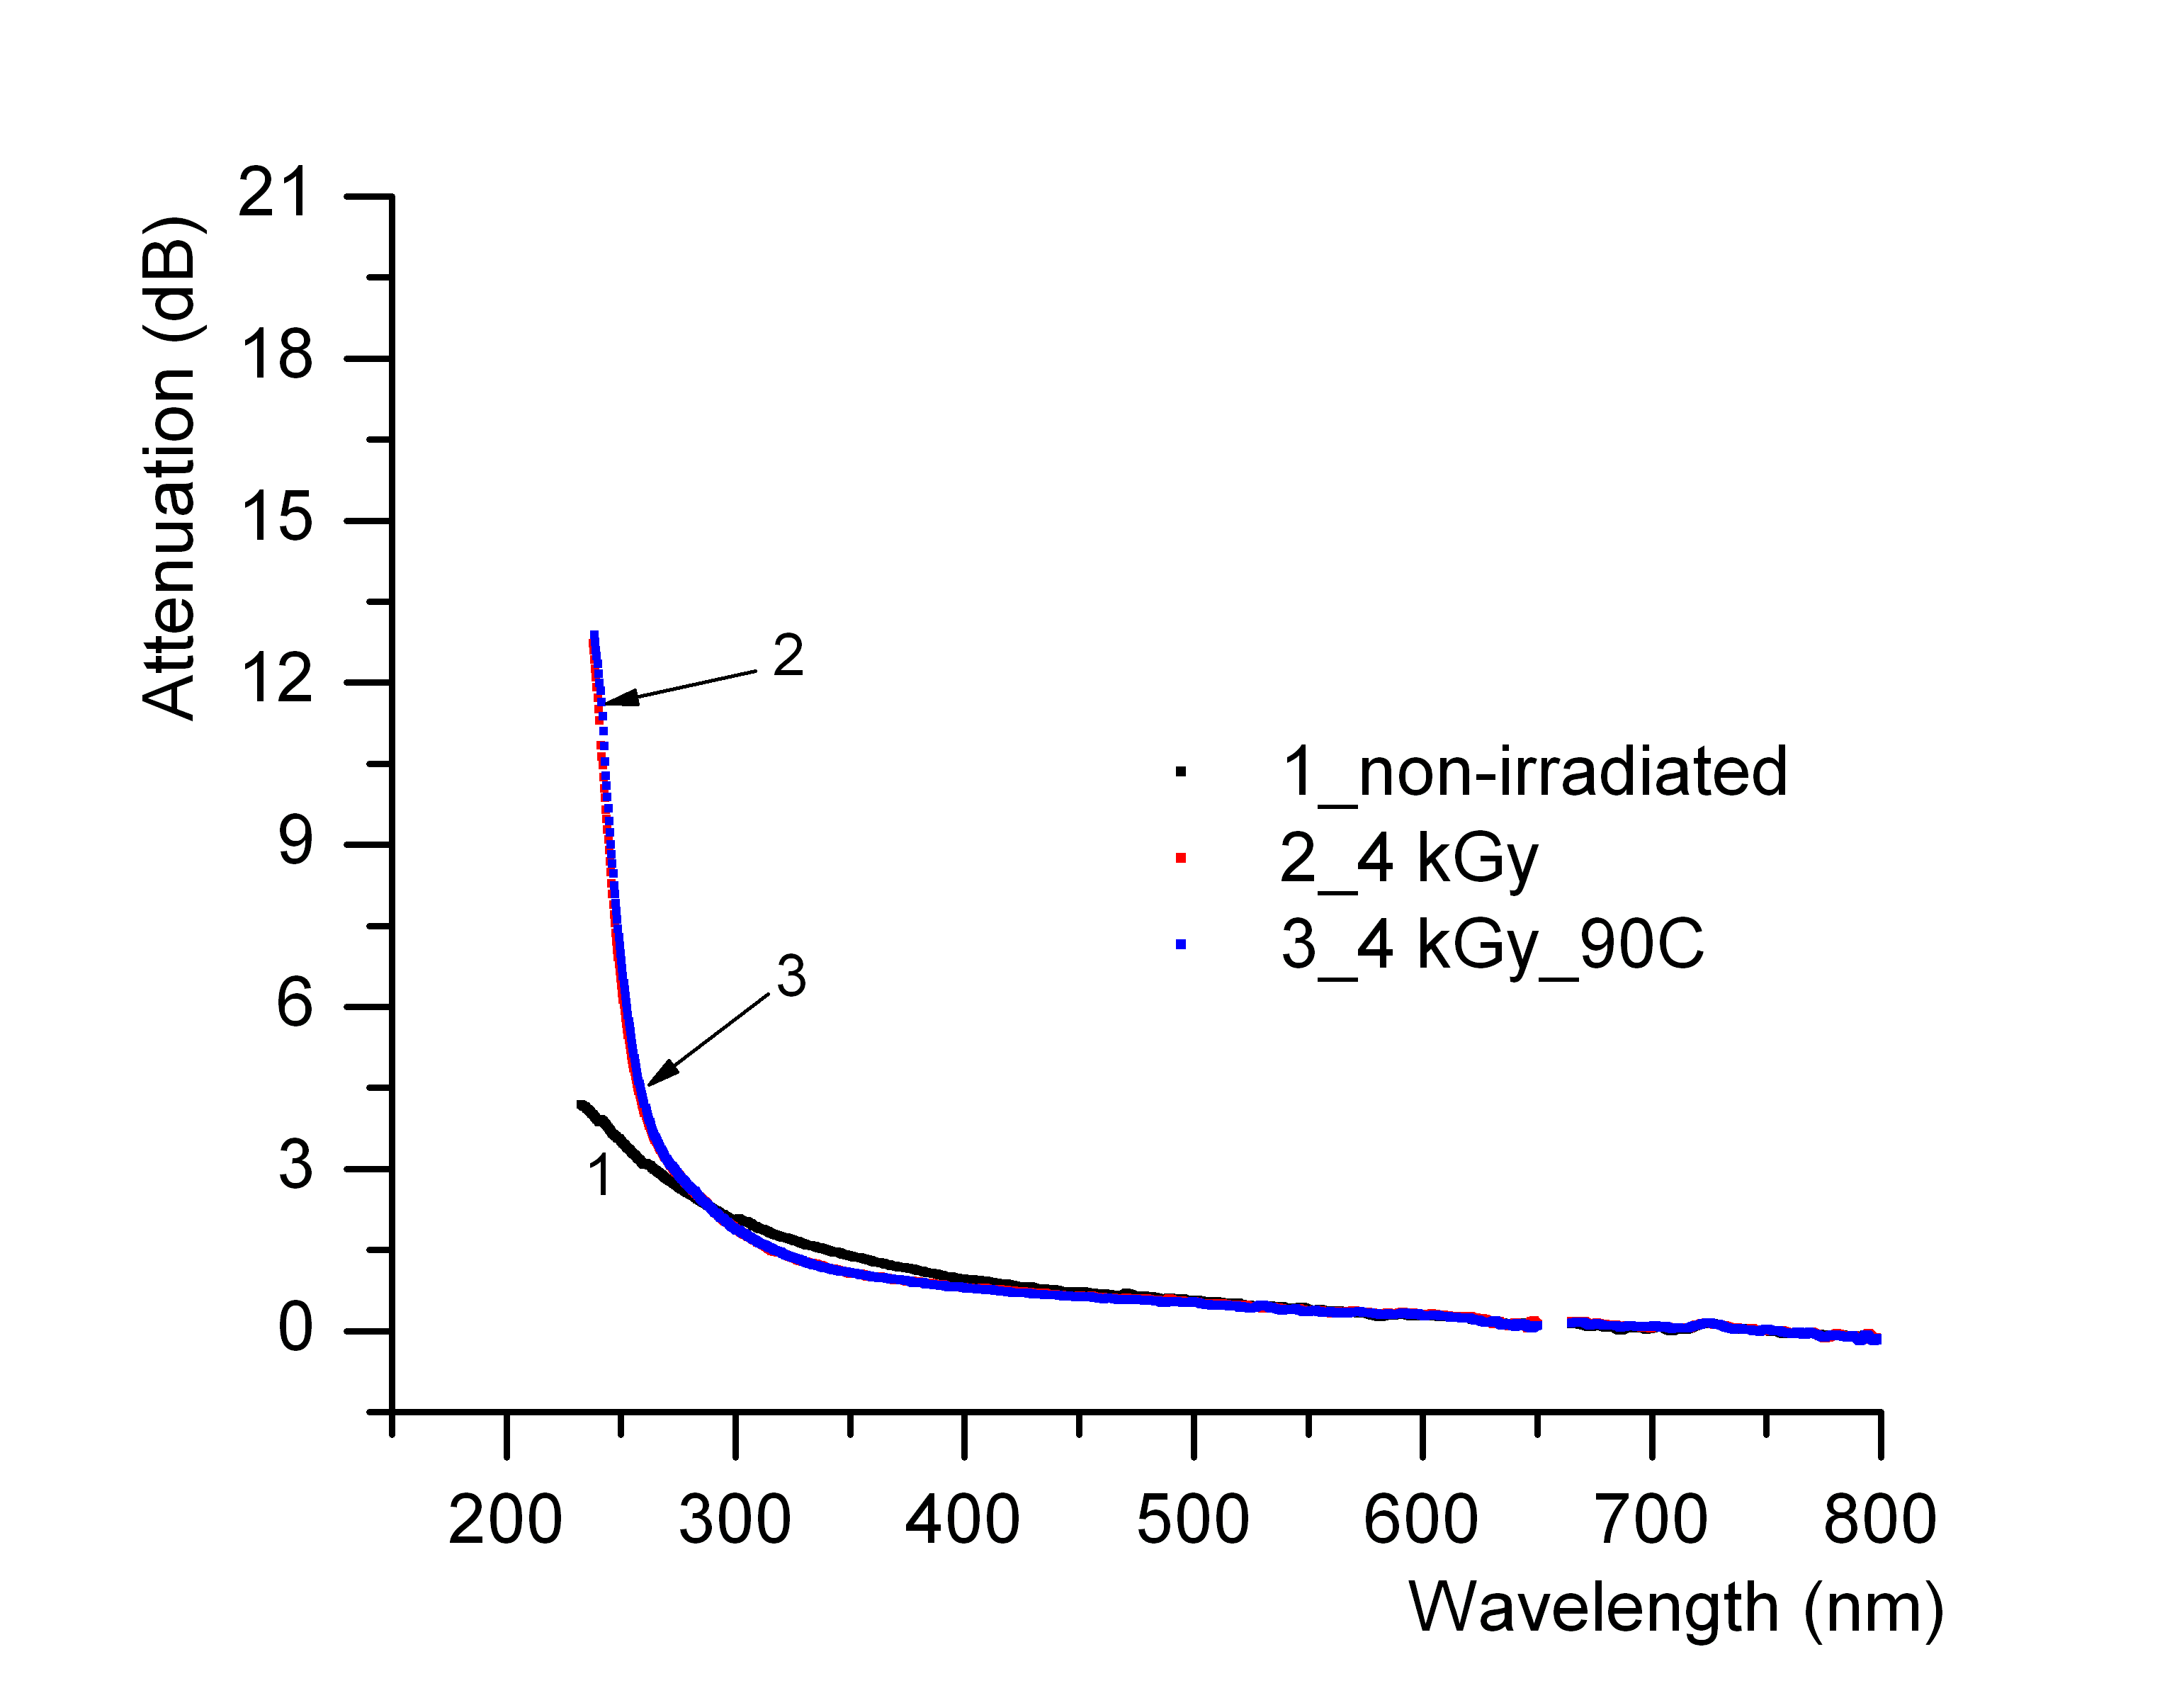 Attenuation (dB)
21
18
15
12
9
6
3
0
2
3
1
1_non-irradiated
2_4 kGy
3_4 kGy_90C
200 300 400 500 600 700 800
Wavelength (nm)